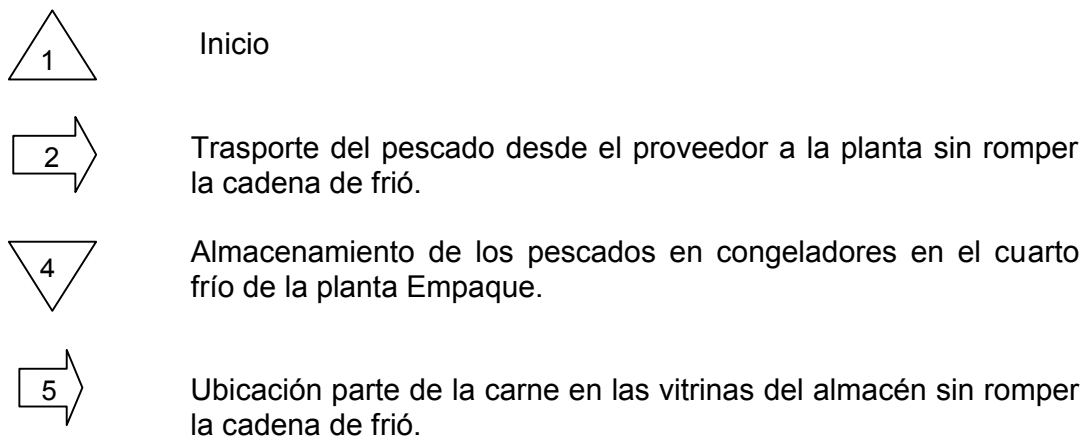 1 Inicio
2 Trasporte del pescado desde el proveedor a la planta sin romper
la cadena de frió.
4 Almacenamiento de los pescados en congeladores en el cuarto
frío de la planta Empaque.
5 Ubicación parte de la carne en las vitrinas del almacén sin romper
la cadena de frió.